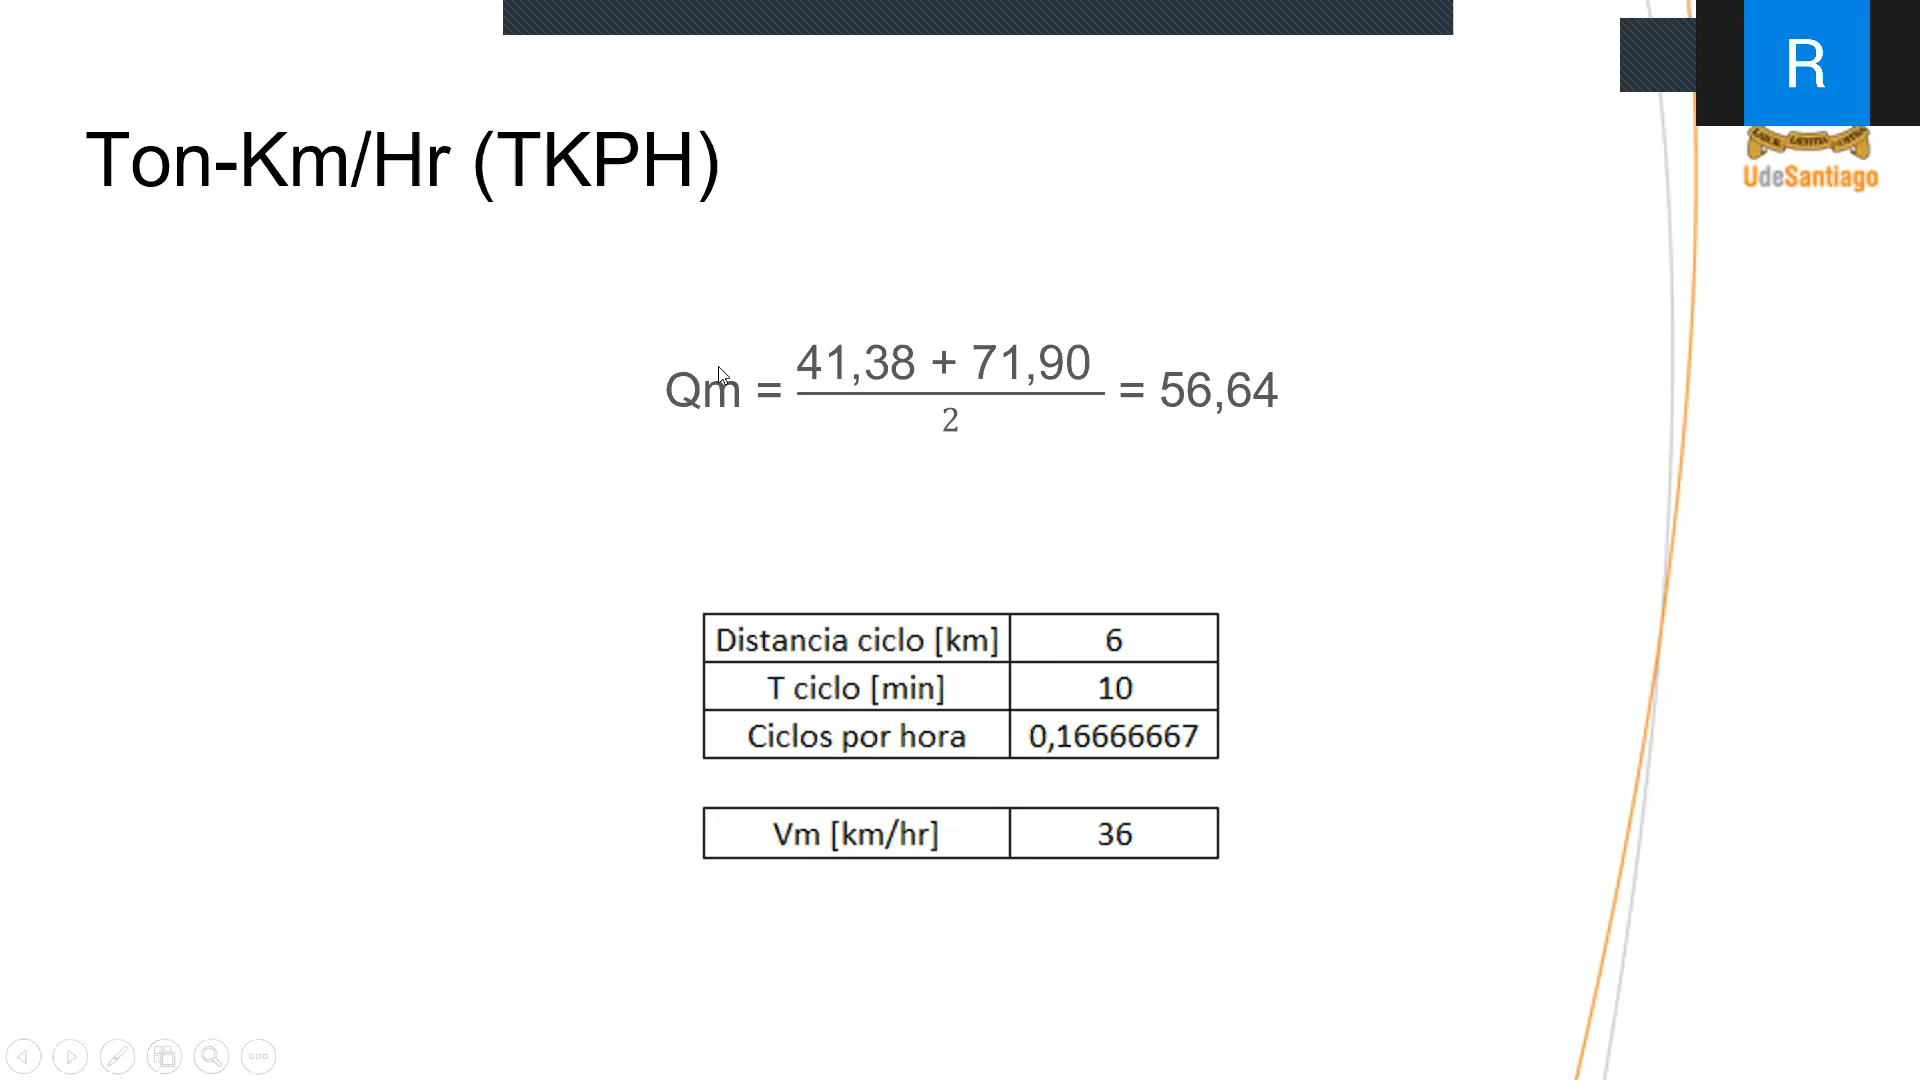 R
Ton-Km/Hr (TKPH)
UdeSantiago
Qm = \frac{41,38 + 71,90}{2} = 56,64
Distancia ciclo [km] 6
T ciclo [min] 10
Ciclos por hora 0,16666667
Vm [km/hr] 36